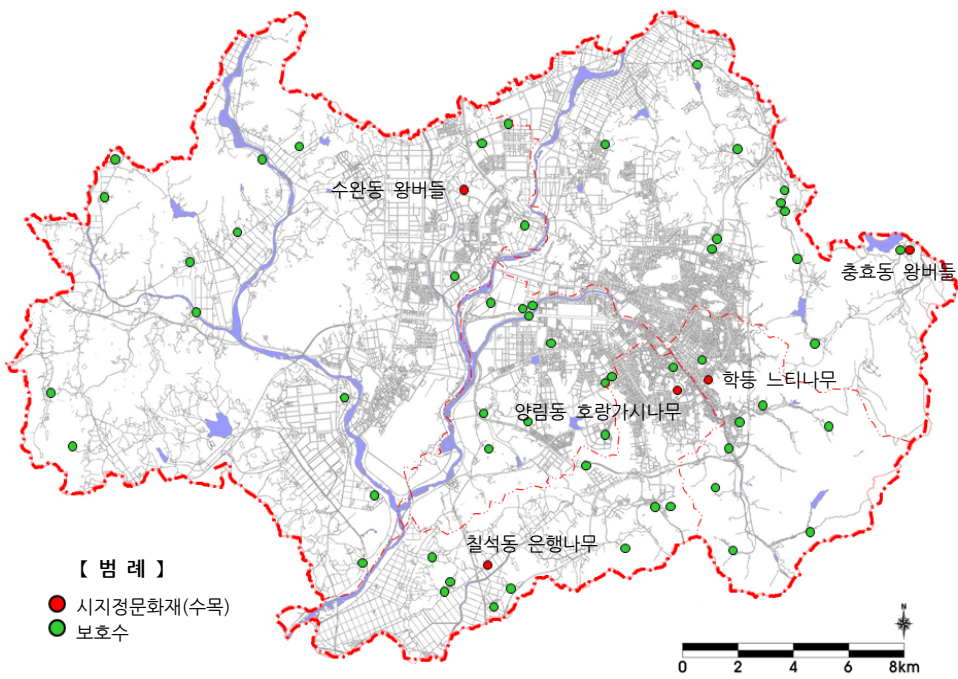 수완동 왕버들
충효동 왕버들
학동 느티나무
양림동 호랑가시나무
칠석동 은행나무
【 범 례 】
시지정문화재(수목)
보호수
N
0 2 4 6 8km